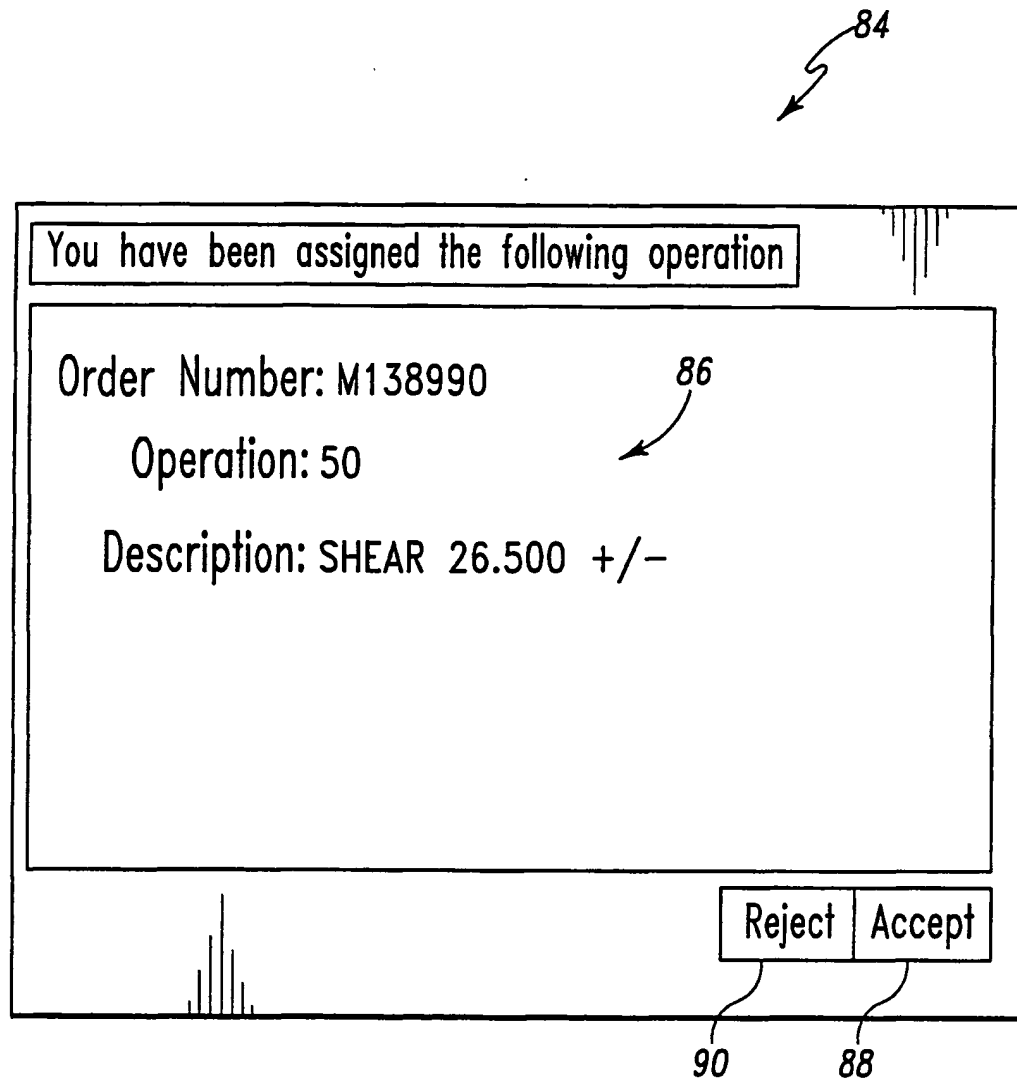 84
You have been assigned the following operation
Order Number: M138990
86
Operation: 50
Description: SHEAR 26.500 +/-
Reject Accept
90 88